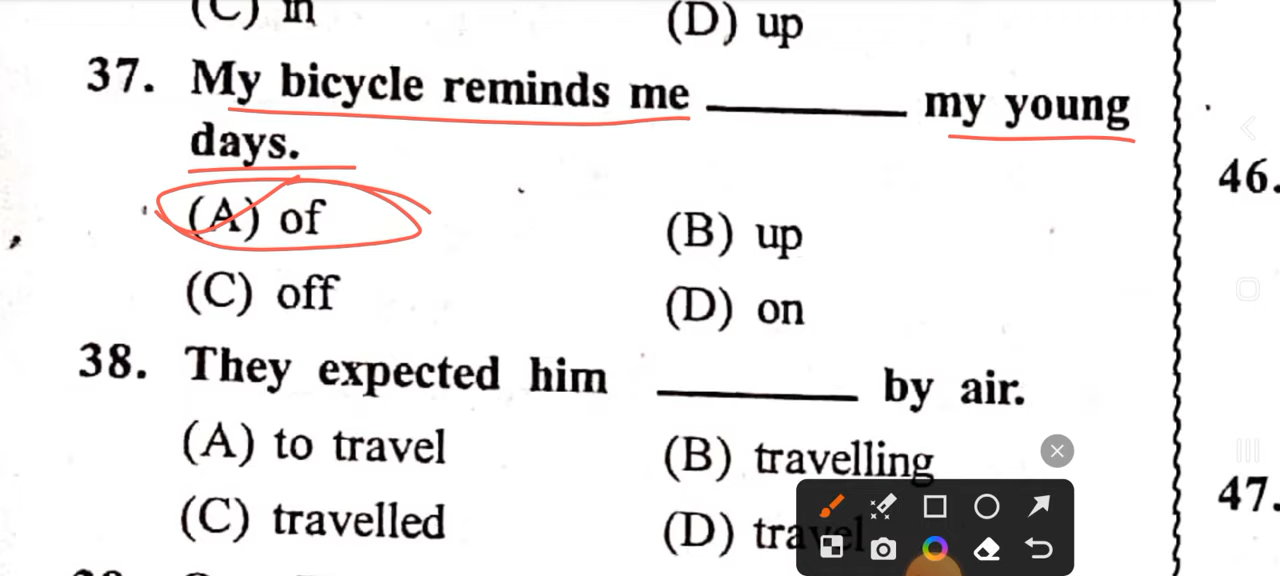 (C) in (D) up
37. My bicycle reminds me ________ my young
days.
(A) of (B) up
(C) off (D) on
46.
38. They expected him ________ by air.
(A) to travel (B) travelling
(C) travelled (D) travel
47.